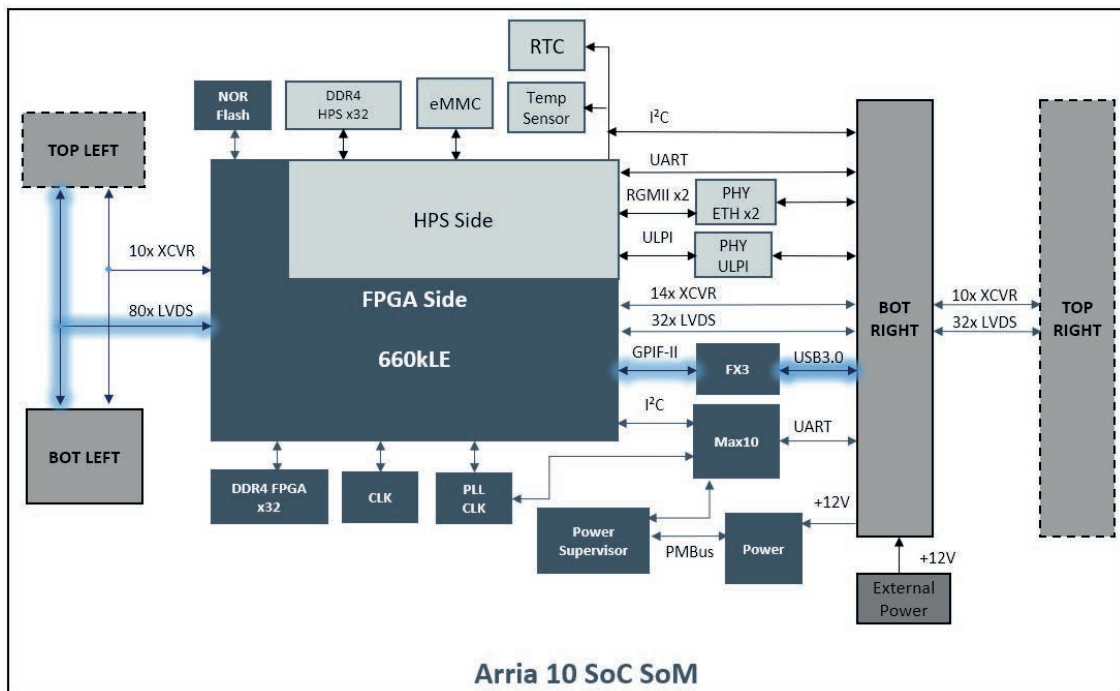 RTC
NOR
Flash
DDR4
HPS x32
eMMC
Temp
Sensor
I²C
TOP LEFT
UART
RGMII x2
PHY
ETH x2
HPS Side
ULPI
PHY
ULPI
10x XCVR
FPGA Side
14x XCVR
10x XCVR
80x LVDS
32x LVDS
BOT
RIGHT
32x LVDS
TOP
RIGHT
660kLE
GPIF-II
FX3
USB3.0
I²C
BOT LEFT
Max10
UART
DDR4 FPGA
x32
CLK
PLL
CLK
+12V
Power
Supervisor
PMBus
Power
+12V
External
Power
Arria 10 SoC SoM